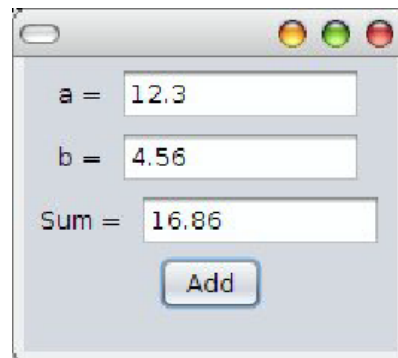 a = 12.3
b = 4.56
Sum = 16.86
Add